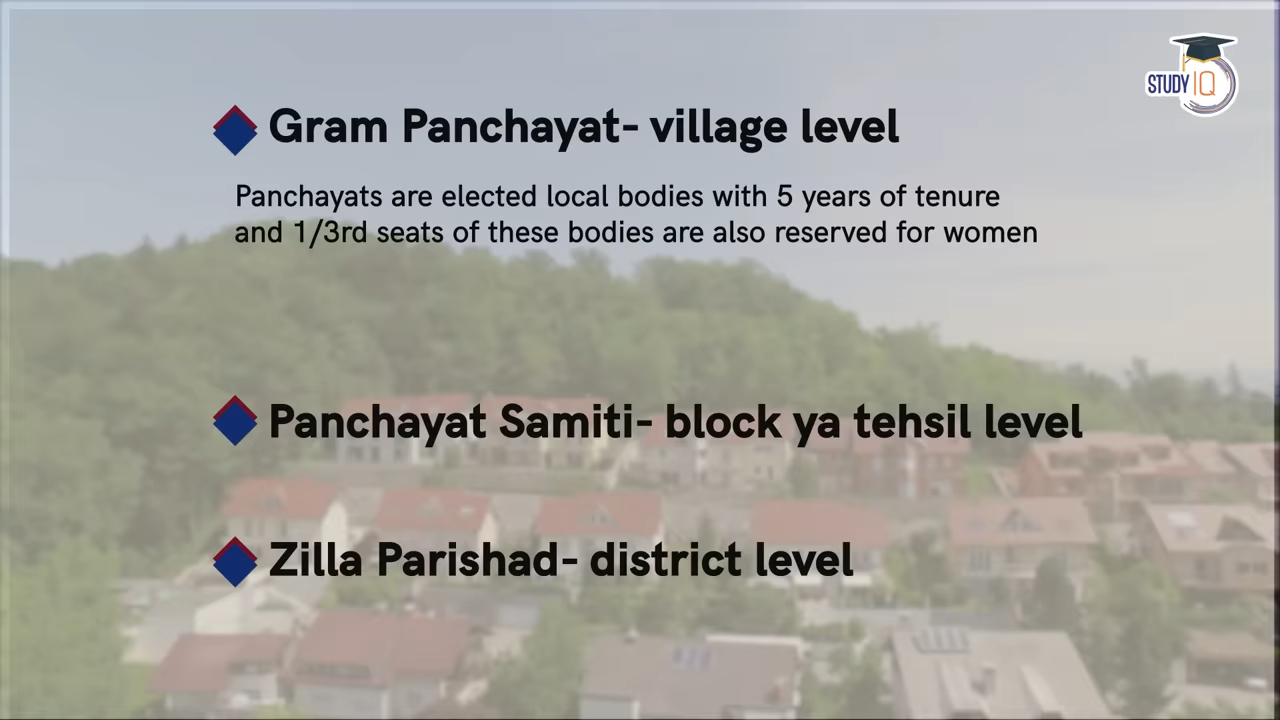 STUDY IQ
Gram Panchayat- village level
Panchayats are elected local bodies with 5 years of tenure
and 1/3rd seats of these bodies are also reserved for women
Panchayat Samiti- block ya tehsil level
Zilla Parishad- district level